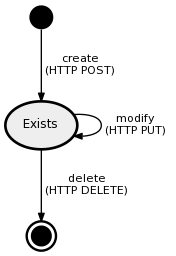 create
(HTTP POST)
Exists
modify
(HTTP PUT)
delete
(HTTP DELETE)